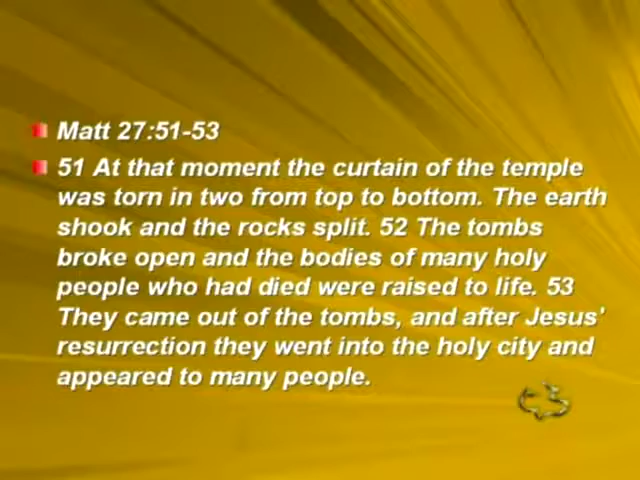 Matt 27:51-53
51 At that moment the curtain of the temple
was torn in two from top to bottom. The earth
shook and the rocks split. 52 The tombs
broke open and the bodies of many holy
people who had died were raised to life. 53
They came out of the tombs, and after Jesus'
resurrection they went into the holy city and
appeared to many people.